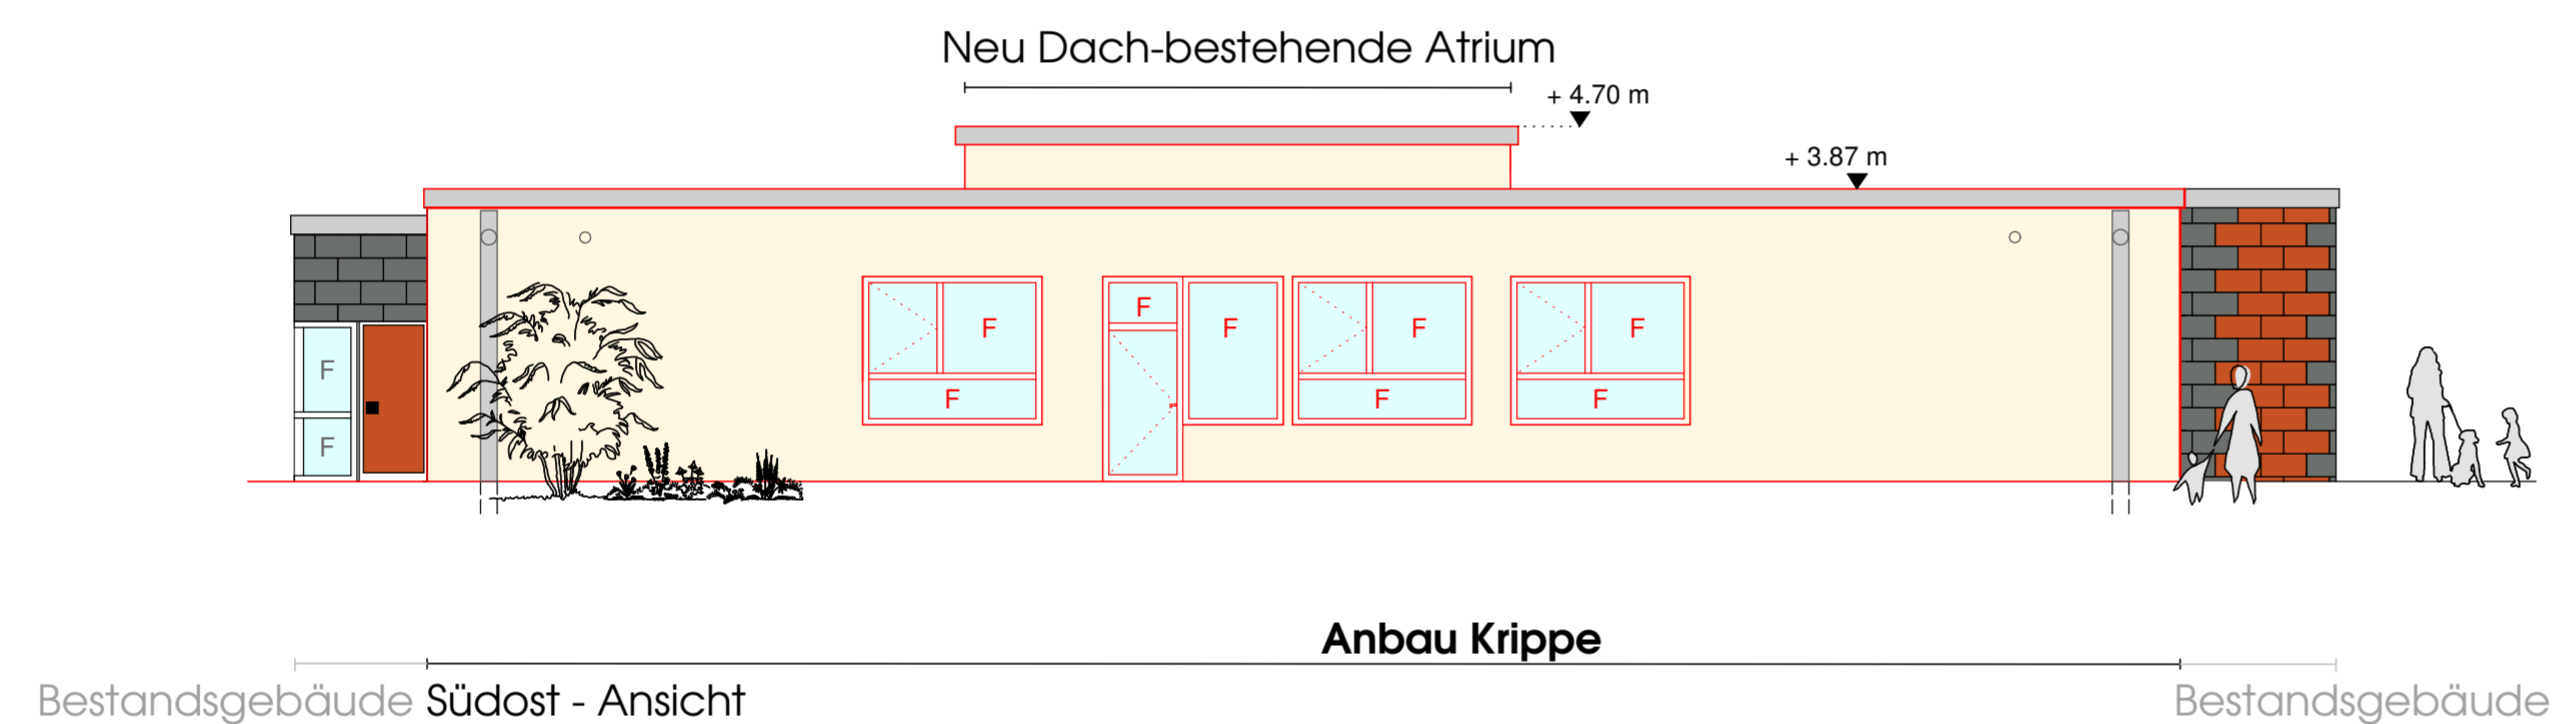 Neu Dach-bestehende Atrium
+ 4.70 m
+ 3.87 m
F
F
F
F
F
F
F
F
F
F
Anbau Krippe
Bestandsgebäude Südost - Ansicht Bestandsgebäude